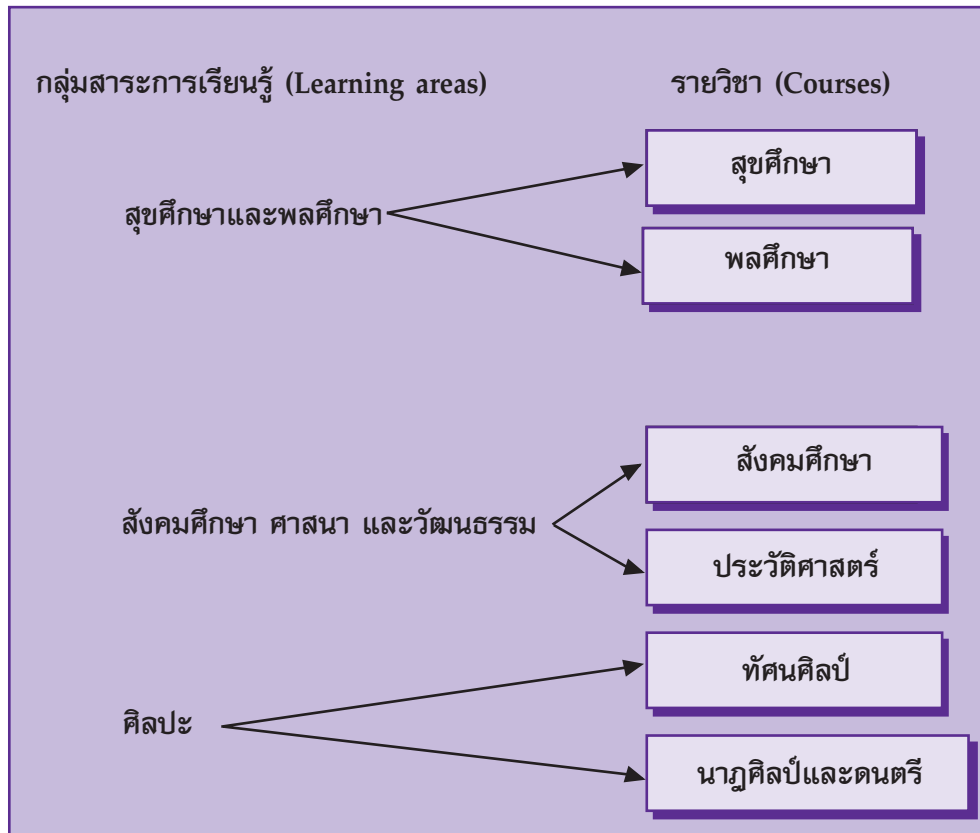 กลุ่มสาระการเรียนรู้ (Learning areas)
รายวิชา (Courses)
สุขศึกษาและพลศึกษา
สุขศึกษา
พลศึกษา
สังคมศึกษา ศาสนา และวัฒนธรรม
สังคมศึกษา
ประวัติศาสตร์
ศิลปะ
ทัศนศิลป์
นาฏศิลป์และดนตรี